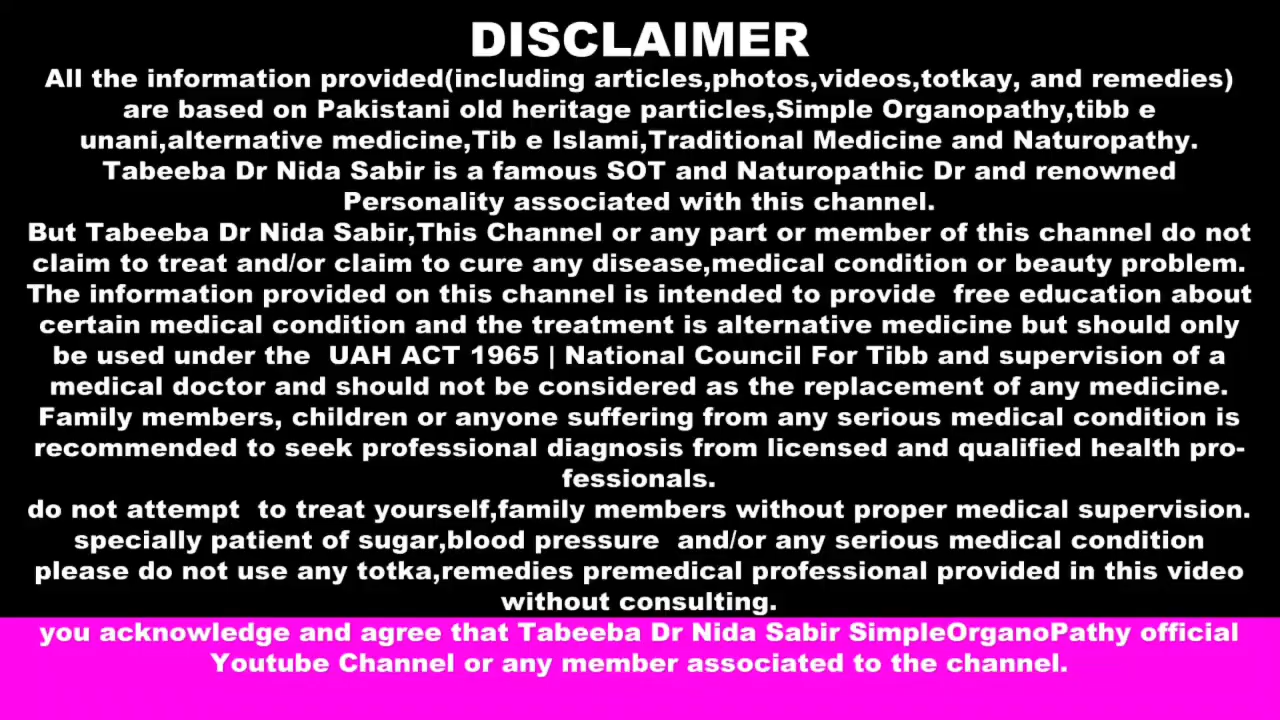 DISCLAIMER
All the information provided(including articles,photos,videos,totkay, and remedies)
are based on Pakistani old heritage particles,Simple Organopathy,tibb e
unani,alternative medicine,Tib e Islami,Traditional Medicine and Naturopathy.
Tabeeba Dr Nida Sabir is a famous SOT and Naturopathic Dr and renowned
Personality associated with this channel.
But Tabeeba Dr Nida Sabir,This Channel or any part or member of this channel do not
claim to treat and/or claim to cure any disease,medical condition or beauty problem.
The information provided on this channel is intended to provide  free education about
certain medical condition and the treatment is alternative medicine but should only
be used under the  UAH ACT 1965 | National Council For Tibb and supervision of a
medical doctor and should not be considered as the replacement of any medicine.
Family members, children or anyone suffering from any serious medical condition is
recommended to seek professional diagnosis from licensed and qualified health pro-
fessionals.
do not attempt  to treat yourself,family members without proper medical supervision.
specially patient of sugar,blood pressure  and/or any serious medical condition
please do not use any totka,remedies premedical professional provided in this video
without consulting.
you acknowledge and agree that Tabeeba Dr Nida Sabir SimpleOrganoPathy official
Youtube Channel or any member associated to the channel.